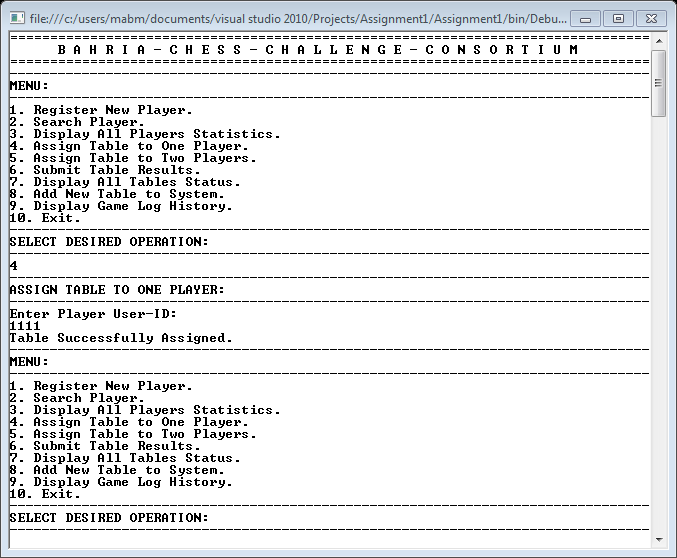 file:///c:/users/mabm/documents/visual studio 2010/Projects/Assignment1/Assignment1/bin/Debu...
B A H R I A - C H E S S - C H A L L E N G E - C O N S O R T I U M
MENU:
1. Register New Player.
2. Search Player.
3. Display All Players Statistics.
4. Assign Table to One Player.
5. Assign Table to Two Players.
6. Submit Table Results.
7. Display All Tables Status.
8. Add New Table to System.
9. Display Game Log History.
10. Exit.
SELECT DESIRED OPERATION:
4
ASSIGN TABLE TO ONE PLAYER:
Enter Player User-ID:
1111
Table Successfully Assigned.
MENU:
1. Register New Player.
2. Search Player.
3. Display All Players Statistics.
4. Assign Table to One Player.
5. Assign Table to Two Players.
6. Submit Table Results.
7. Display All Tables Status.
8. Add New Table to System.
9. Display Game Log History.
10. Exit.
SELECT DESIRED OPERATION: